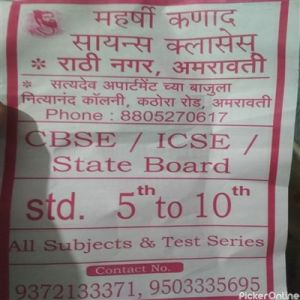 * महर्षी कणाद
सायन्स क्लासेस
राठी नगर, अमरावती
* सत्यदेव अपार्टमेंट च्या बाजुला
नित्यानंद कॉलनी, कठोरा रोड, अमरावती
Phone : 8805270617
CBSE / ICSE /
State Board
std. 5th to 10th
All Subjects & Test Series
Contact No.
9372133371, 9503335695
PickerOnline